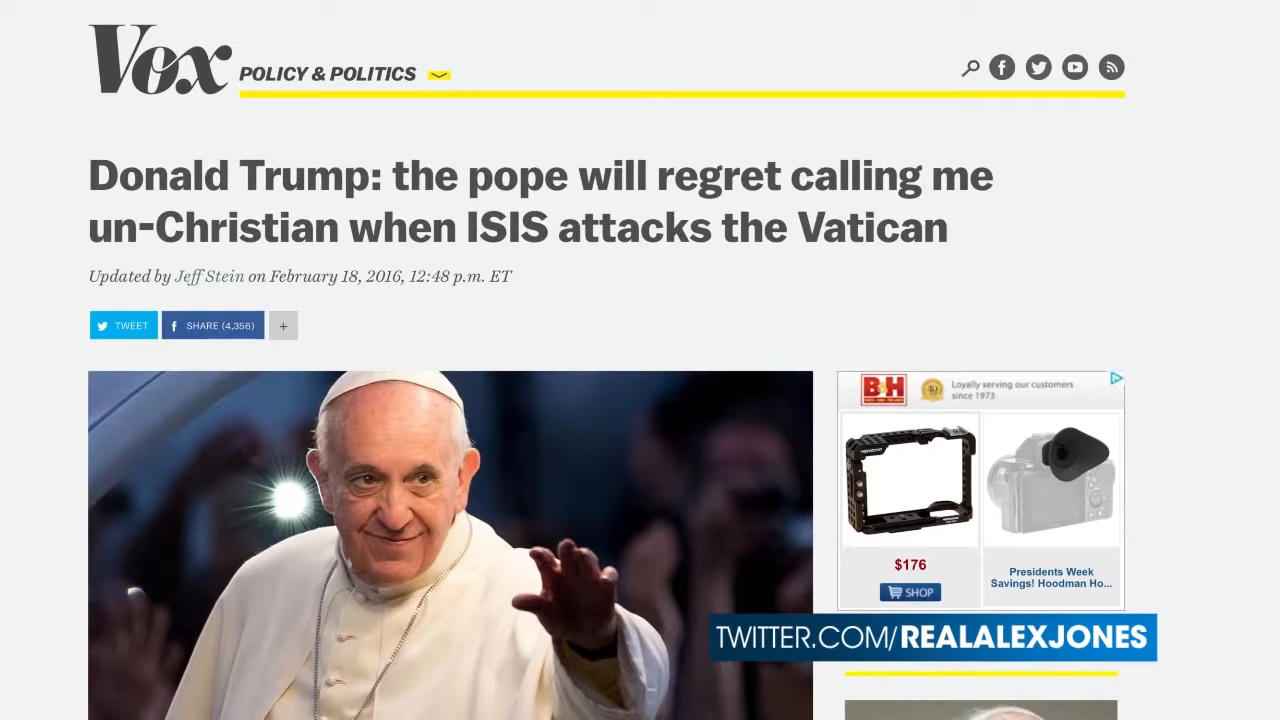 Vox
POLICY & POLITICS
Donald Trump: the pope will regret calling me
un-Christian when ISIS attacks the Vatican
Updated by Jeff Stein on February 18, 2016, 12:48 p.m. ET
TWEET
SHARE (4,356)
+
B&H
40
Loyally serving our customers
since 1973
$176
SHOP
Presidents Week
Savings! Hoodman Ho...
TWITTER.COM/REALALEXJONES